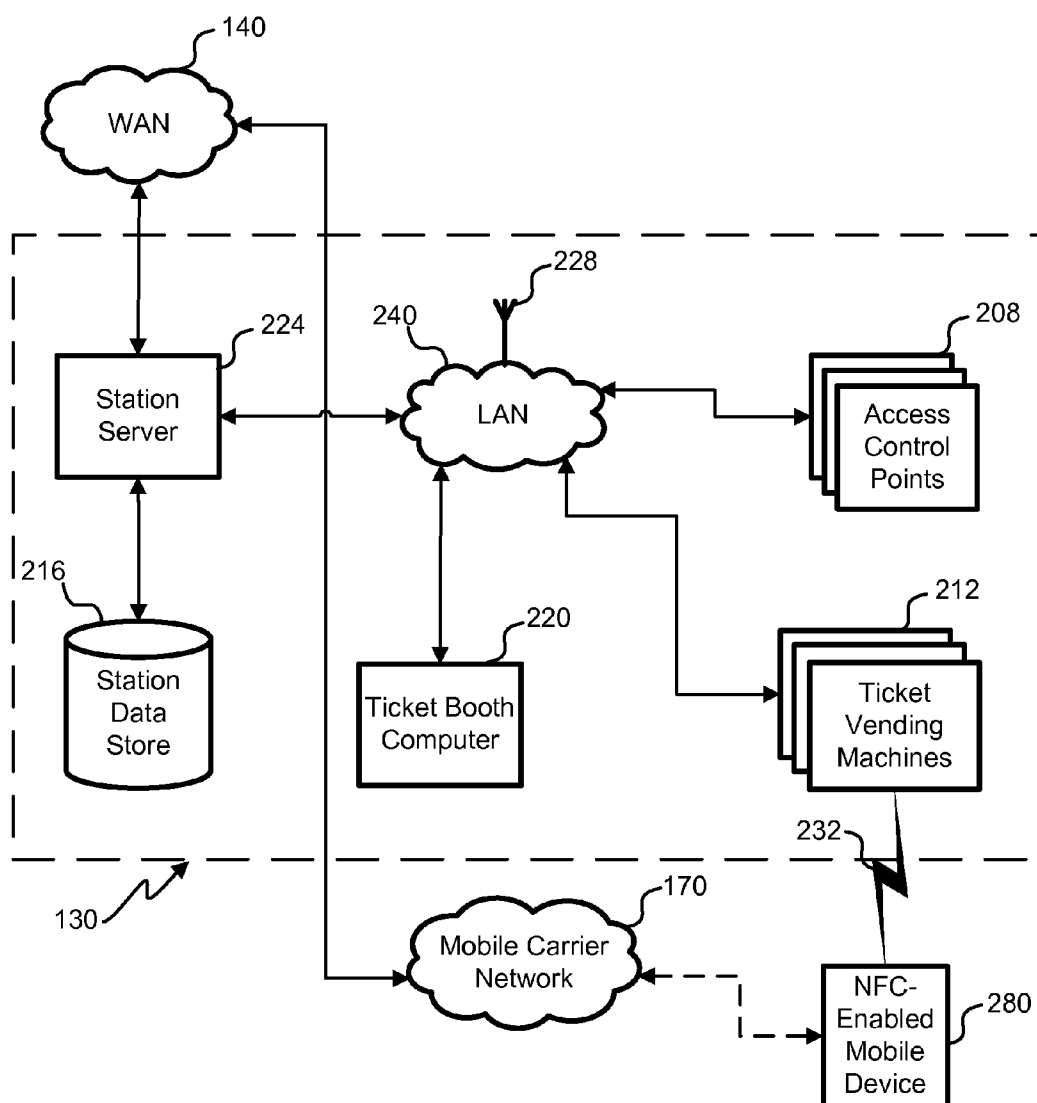 140
WAN
228
224
240
208
Station
Server
LAN
Access
Control
Points
216
212
220
Station
Data
Store
Ticket Booth
Computer
Ticket
Vending
Machines
232
130
170
Mobile Carrier
Network
NFC-
Enabled
Mobile
Device
280